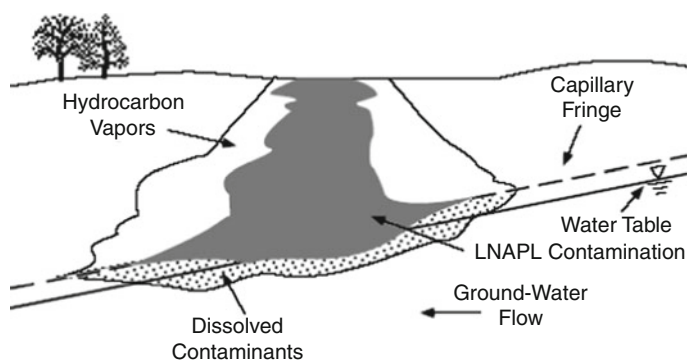 Hydrocarbon
Vapors
Capillary
Fringe
Water Table
LNAPL Contamination
Ground-Water
Flow
Dissolved
Contaminants